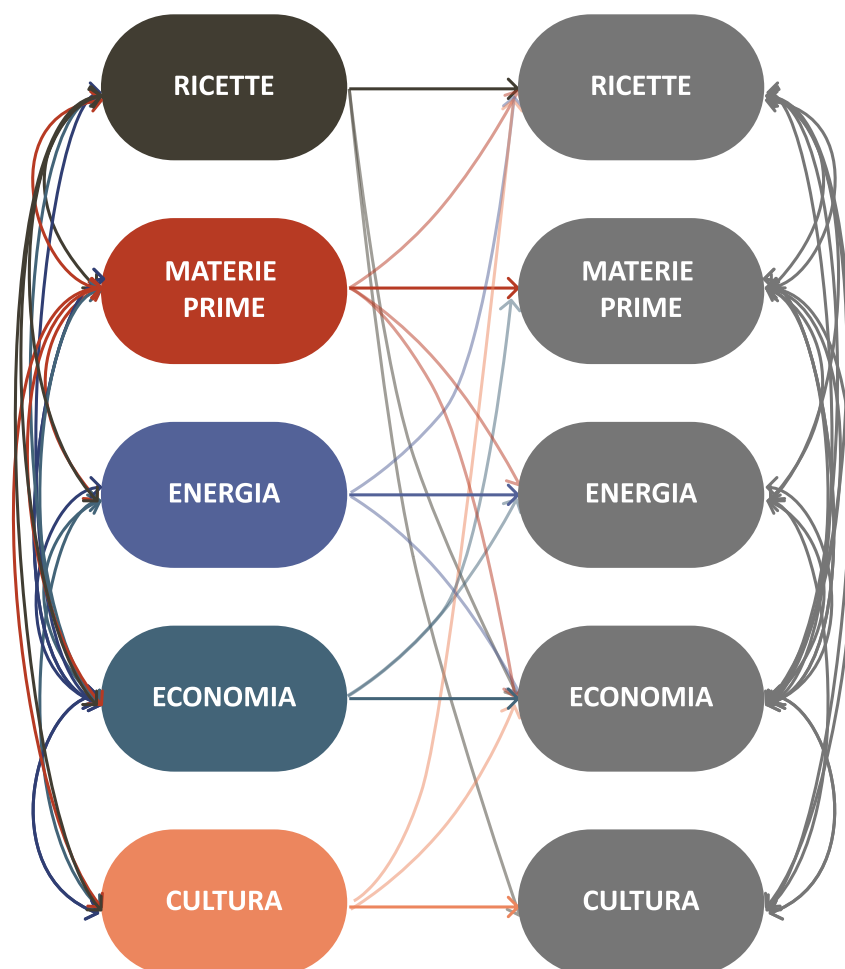 RICETTE
RICETTE
MATERIE
PRIME
MATERIE
PRIME
ENERGIA
ENERGIA
ECONOMIA
ECONOMIA
CULTURA
CULTURA